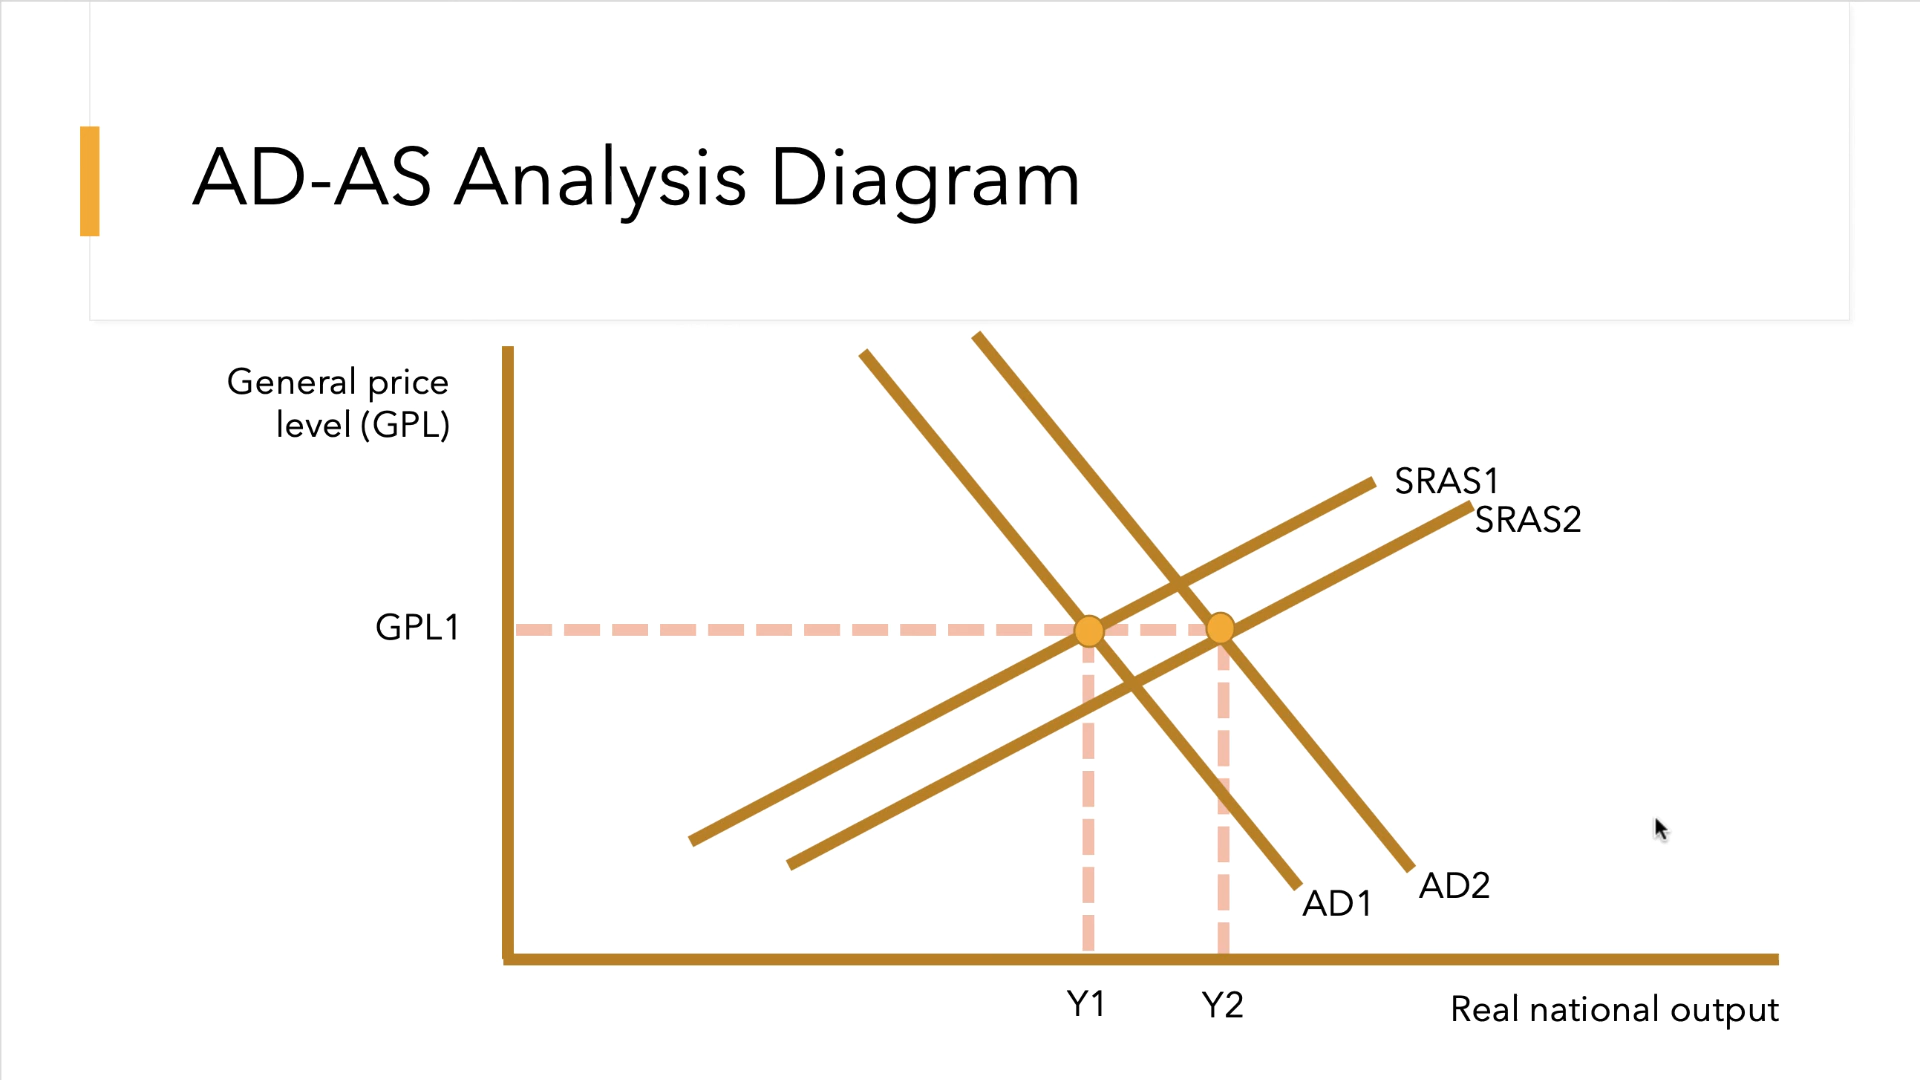 AD-AS Analysis Diagram
General price
level (GPL)
SRAS1
SRAS2
GPL1
AD2
AD1
Y1
Y2
Real national output